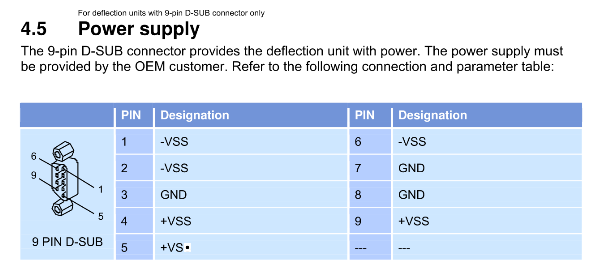 For deflection units with 9-pin D-SUB connector only
4.5 Power supply
The 9-pin D-SUB connector provides the deflection unit with power. The power supply must
be provided by the OEM customer. Refer to the following connection and parameter table:
PIN Designation PIN Designation
1 -VSS 6 -VSS
2 -VSS 7 GND
3 GND 8 GND
4 +VSS 9 +VSS
5 +VS --- ---
6
9
1
5
9 PIN D-SUB